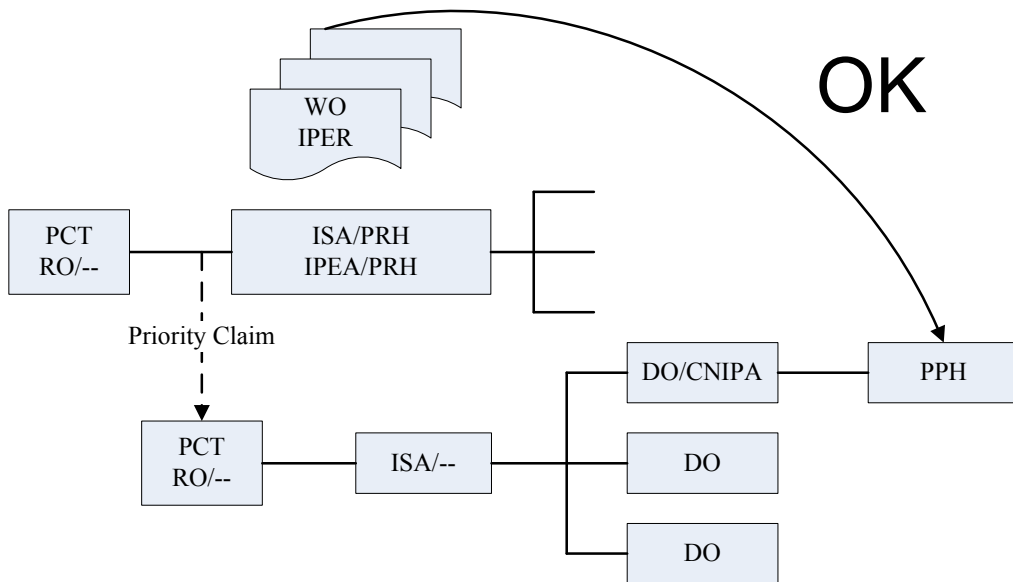 OK
WO
IPER
PCT
RO/--
ISA/PRH
IPEA/PRH
Priority Claim
DO/CNIPA
PPH
PCT
RO/--
ISA/--
DO
DO